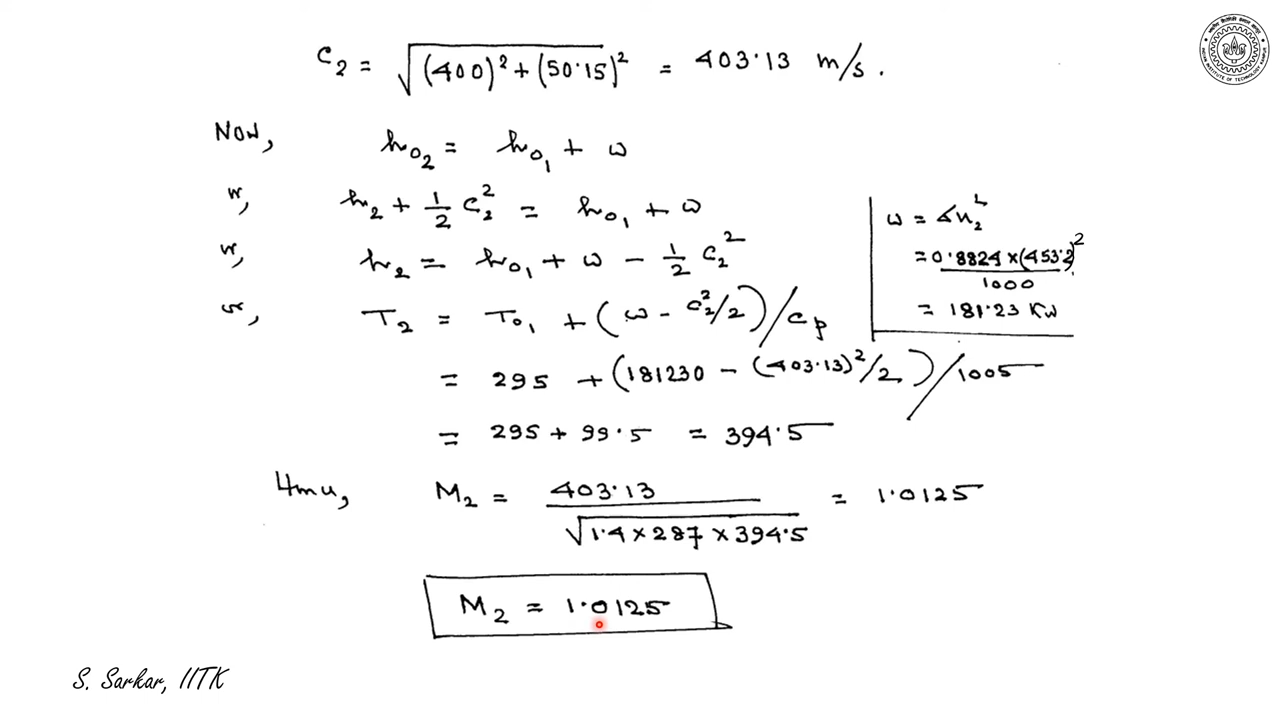 c₂ = √((400)² + (50.15)²) = 403.13 m/s.
Now, h₀₂ = h₀₁ + w
or, h₂ + 1/2 c₂² = h₀₁ + w
or, h₂ = h₀₁ + w − 1/2 c₂²
or, T₂ = T₀₁ + (w − c₂²/2)/cp
= 295 + (181230 − (403.13)²/2)/1005
= 295 + 99.5 = 394.5
w = σu₂²
= 0.8824 × (453.2)²/1000
= 181.23 KW
Thus, M₂ = 403.13/√(1.4 × 287 × 394.5) = 1.0125
M₂ = 1.0125
S. Sarkar, IITK